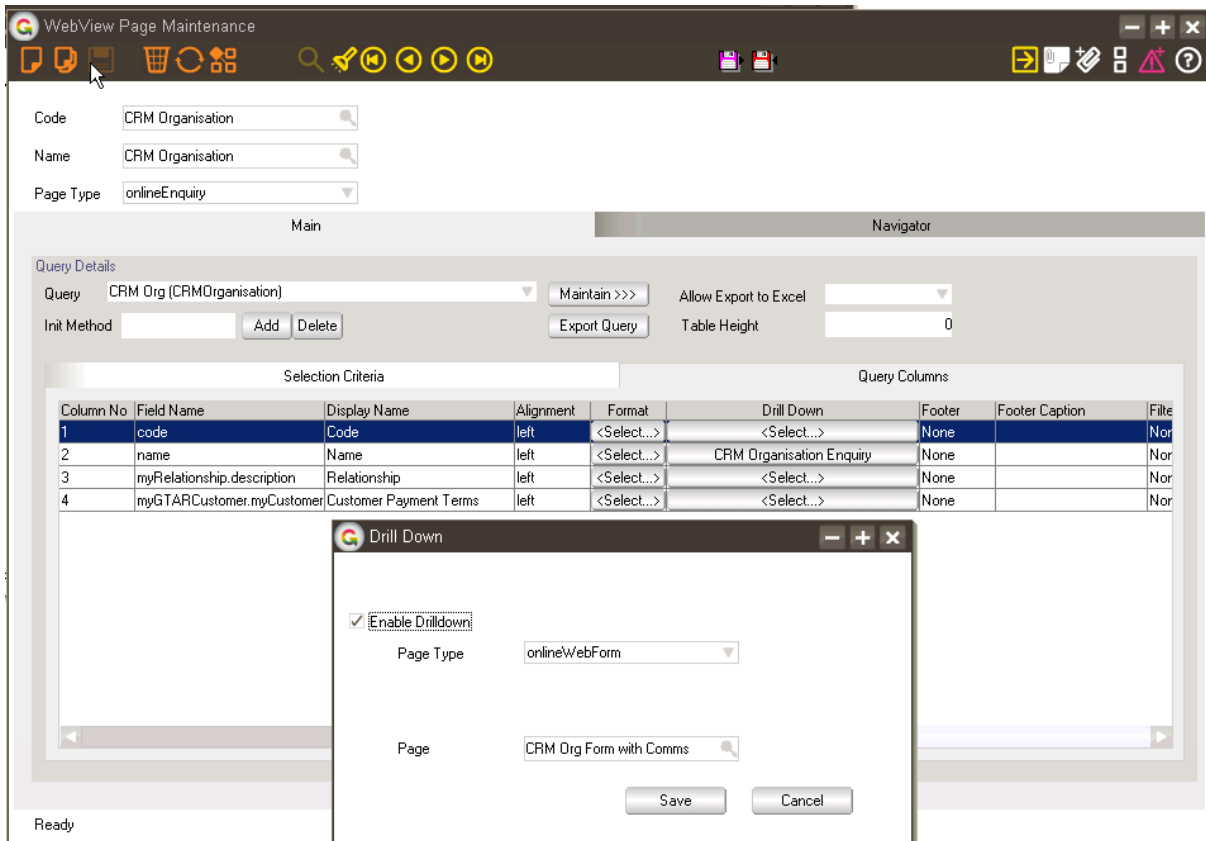 WebView Page Maintenance
Code CRM Organisation
Name CRM Organisation
Page Type onlineEnquiry
Main Navigator
Query Details
Query CRM Org (CRMOrganisation) Maintain >>> Allow Export to Excel
Init Method Add Delete Export Query Table Height 0
Selection Criteria Query Columns
Column No Field Name Display Name Alignment Format Drill Down Footer Footer Caption Filte
1 code Code left <Select...> <Select...> None Nor
2 name Name left <Select...> CRM Organisation Enquiry None Nor
3 myRelationship.description Relationship left <Select...> <Select...> None Nor
4 myGTARCustomer.myCustomer Customer Payment Terms left <Select...> <Select...> None Nor
Drill Down
Enable Drilldown
Page Type onlineWebForm
Page CRM Org Form with Comms
Save Cancel
Ready